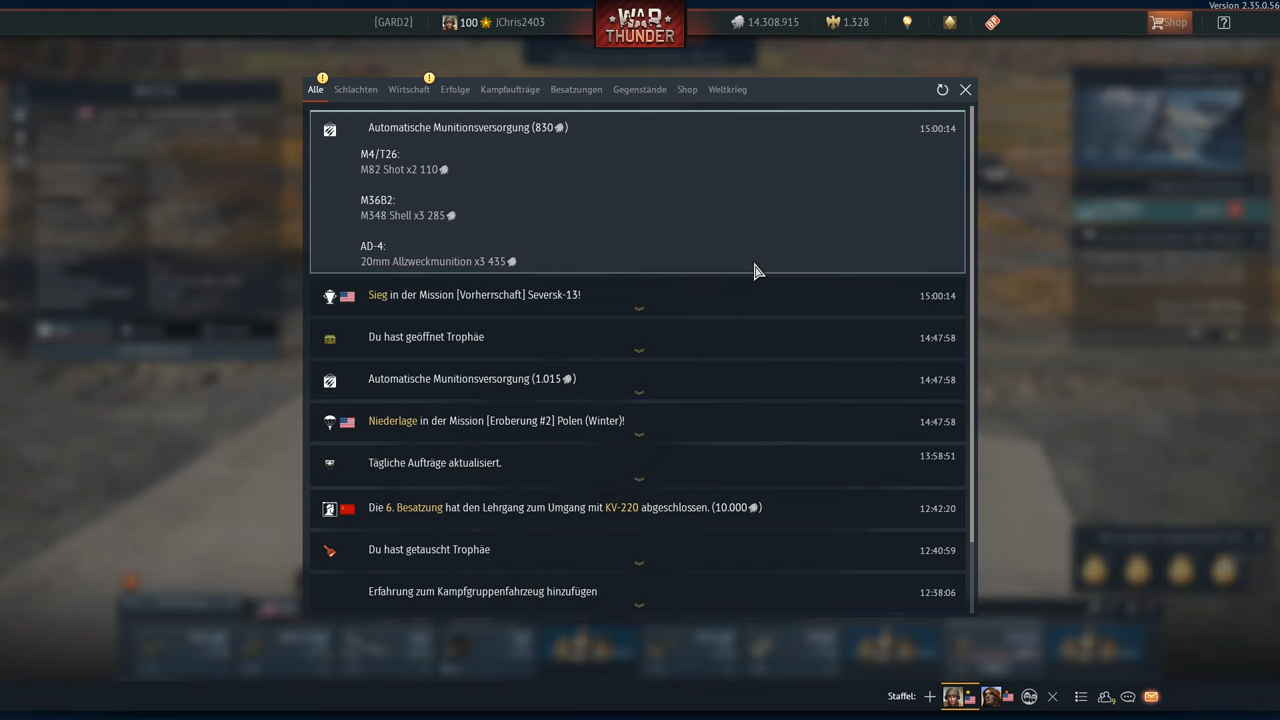 Version 2.35.0.56
[GARD2]
100
JChris2403
WAR
THUNDER
14.308.915
1.328
Shop
Alle
Schlachten
Wirtschaft
Erfolge
Kampfaufträge
Besatzungen
Gegenstände
Shop
Weltkrieg
Automatische Munitionsversorgung (830)
15:00:14
M4/T26:
M82 Shot x2 110
M36B2:
M348 Shell x3 285
AD-4:
20mm Allzweckmunition x3 435
Sieg in der Mission [Vorherrschaft] Seversk-13!
15:00:14
Du hast geöffnet Trophäe
14:47:58
Automatische Munitionsversorgung (1.015)
14:47:58
Niederlage in der Mission [Eroberung #2] Polen (Winter)!
14:47:58
Tägliche Aufträge aktualisiert.
13:58:51
Die 6. Besatzung hat den Lehrgang zum Umgang mit KV-220 abgeschlossen. (10.000)
12:42:20
Du hast getauscht Trophäe
12:40:59
Erfahrung zum Kampfgruppenfahrzeug hinzufügen
12:38:06
Staffel:
9